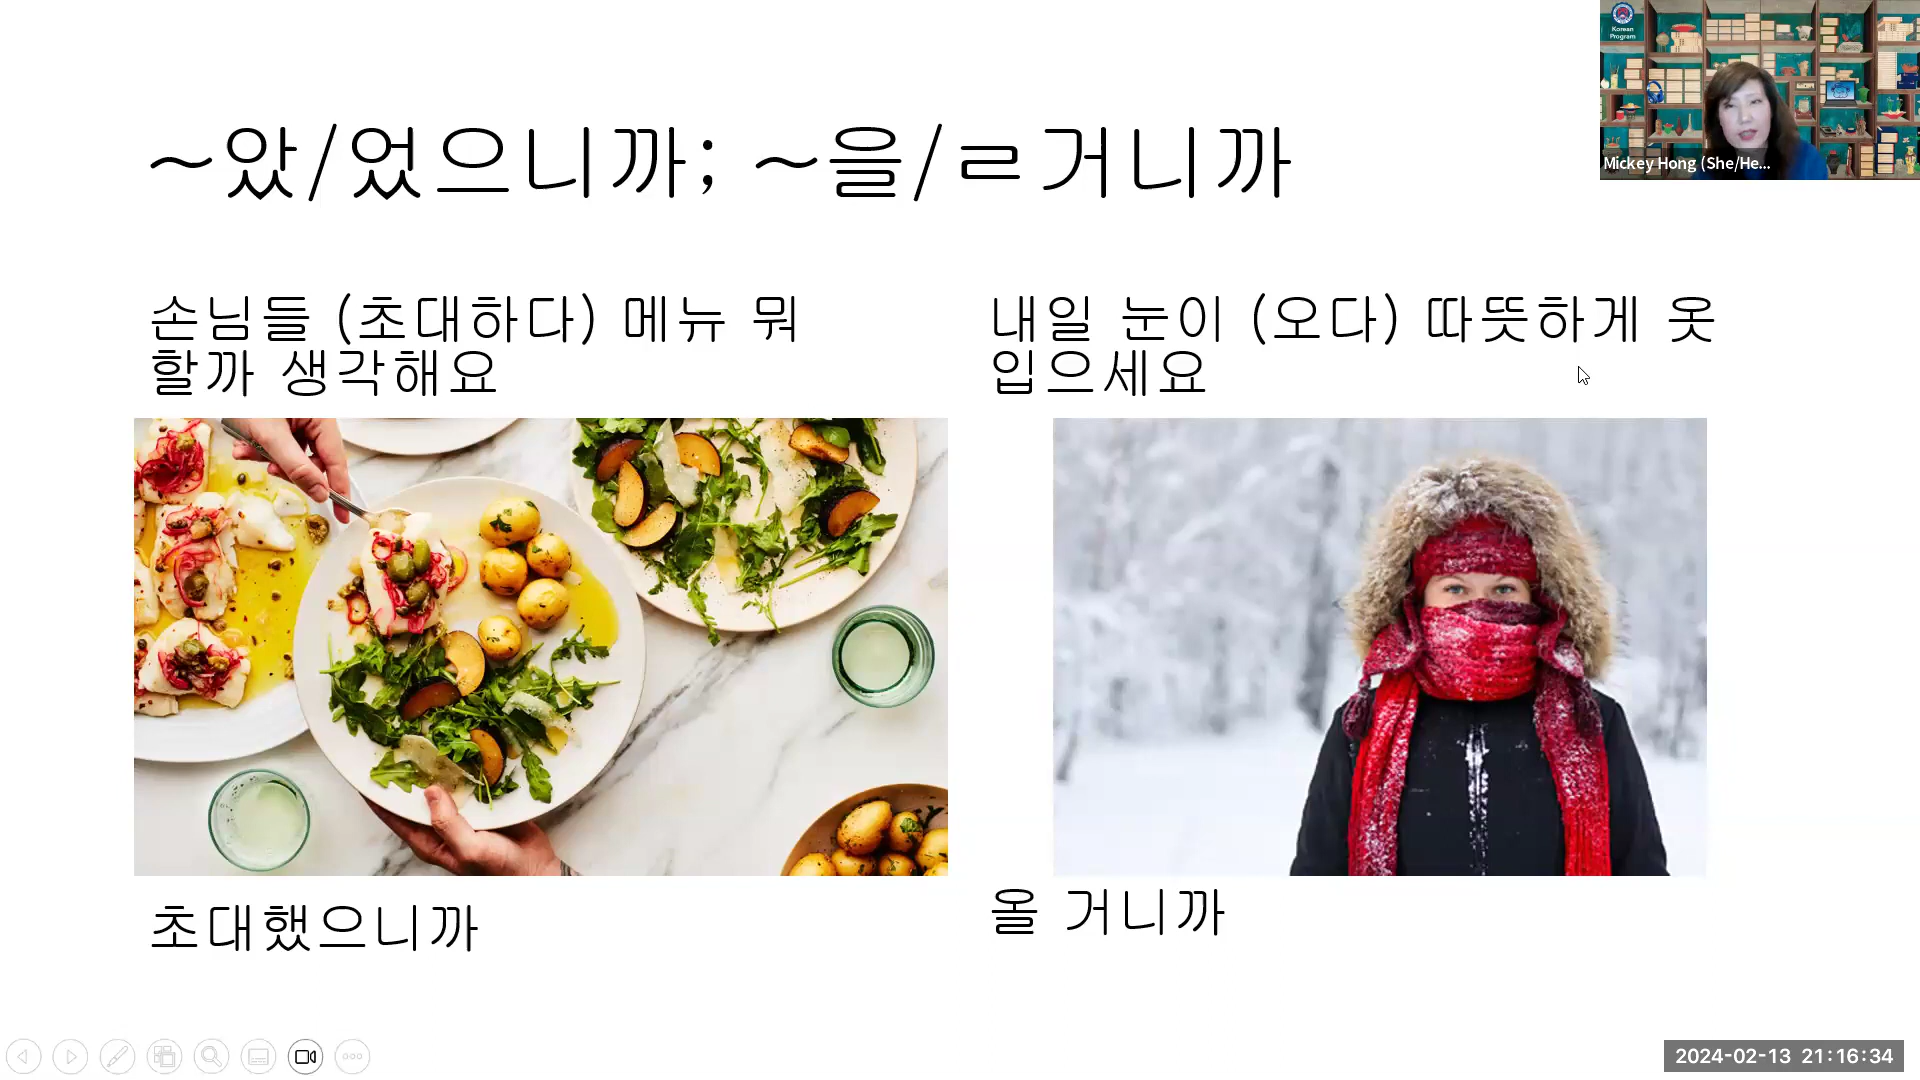 ~았/었으니까; ~을/ㄹ거니까
손님들 (초대하다) 메뉴 뭐
할까 생각해요
내일 눈이 (오다) 따뜻하게 옷
입으세요
초대했으니까
올 거니까
Korean
Program
Mickey Hong (She/He...
2024-02-13 21:16:34